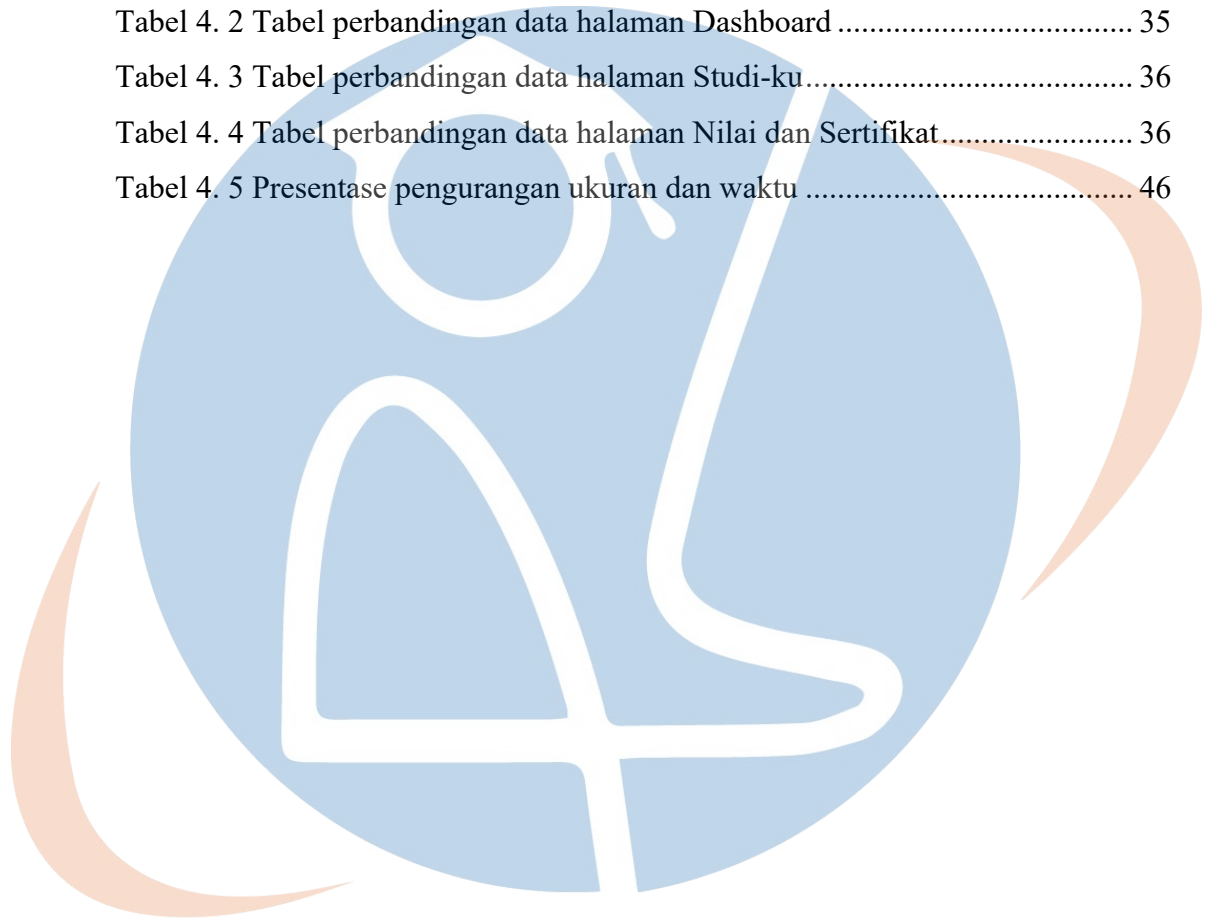 Tabel 4. 2 Tabel perbandingan data halaman Dashboard ...................................... 35
Tabel 4. 3 Tabel perbandingan data halaman Studi-ku.......................................... 36
Tabel 4. 4 Tabel perbandingan data halaman Nilai dan Sertifikat ......................... 36
Tabel 4. 5 Presentase pengurangan ukuran dan waktu .......................................... 46